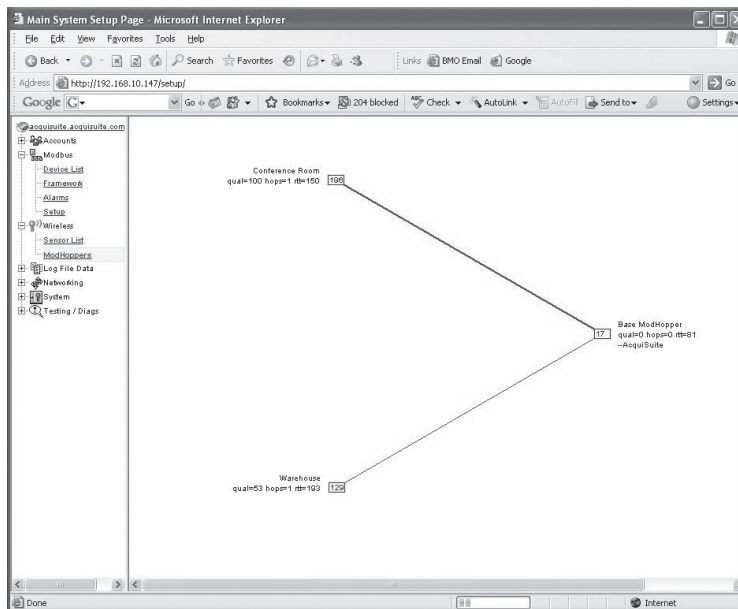 Main System Setup Page - Microsoft Internet Explorer
File Edit View Favorites Tools Help
Back Search Favorites Links BMO Email Google
Address http://192.168.10.147/setup/ Go
Google G Go Bookmarks 204 blocked ABC Check AutoLink AutoFill Send to Settings
acquisuite.acquisuite.com
Accounts
Modbus
Device List
Framework
Alarms
Setup
Wireless
Sensor List
ModHoppers
Log File Data
Networking
System
Testing / Diags
Conference Room
qual=100 hops=1 rtt=150 196
Base ModHopper
17 qual=0 hops=0 rtt=81
--AcquiSuite
Warehouse
qual=53 hops=1 rtt=193 129
Done Internet